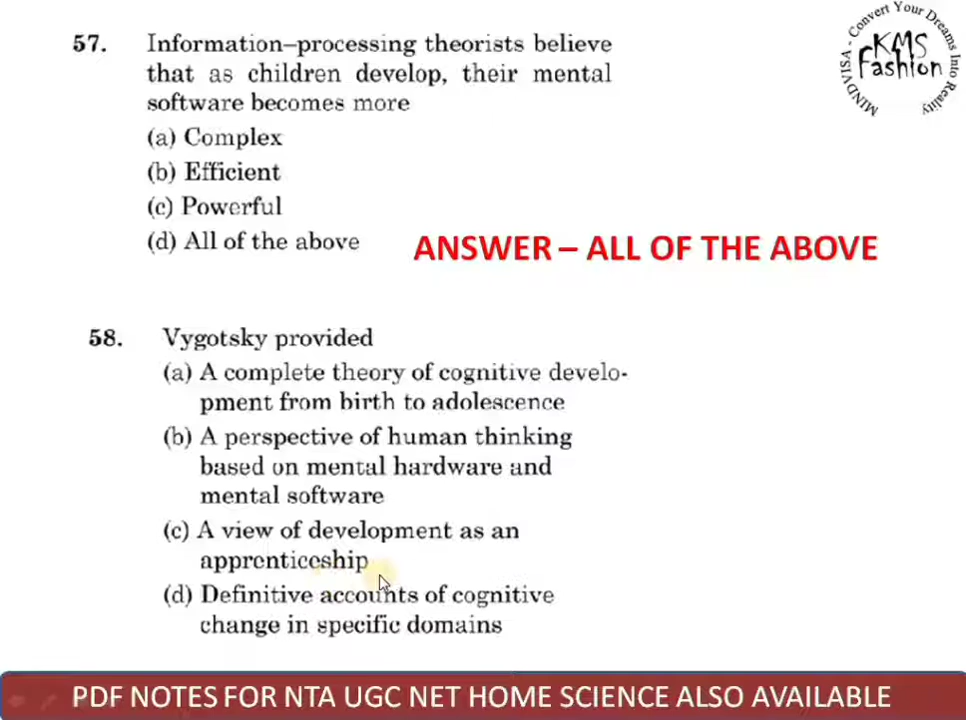 57. Information–processing theorists believe
that as children develop, their mental
software becomes more
(a) Complex
(b) Efficient
(c) Powerful
(d) All of the above
ANSWER – ALL OF THE ABOVE
58. Vygotsky provided
(a) A complete theory of cognitive develo-
pment from birth to adolescence
(b) A perspective of human thinking
based on mental hardware and
mental software
(c) A view of development as an
apprenticeship
(d) Definitive accounts of cognitive
change in specific domains
MINDVISA - Convert Your Dreams Into Reality
KMS
Fashion
PDF NOTES FOR NTA UGC NET HOME SCIENCE ALSO AVAILABLE